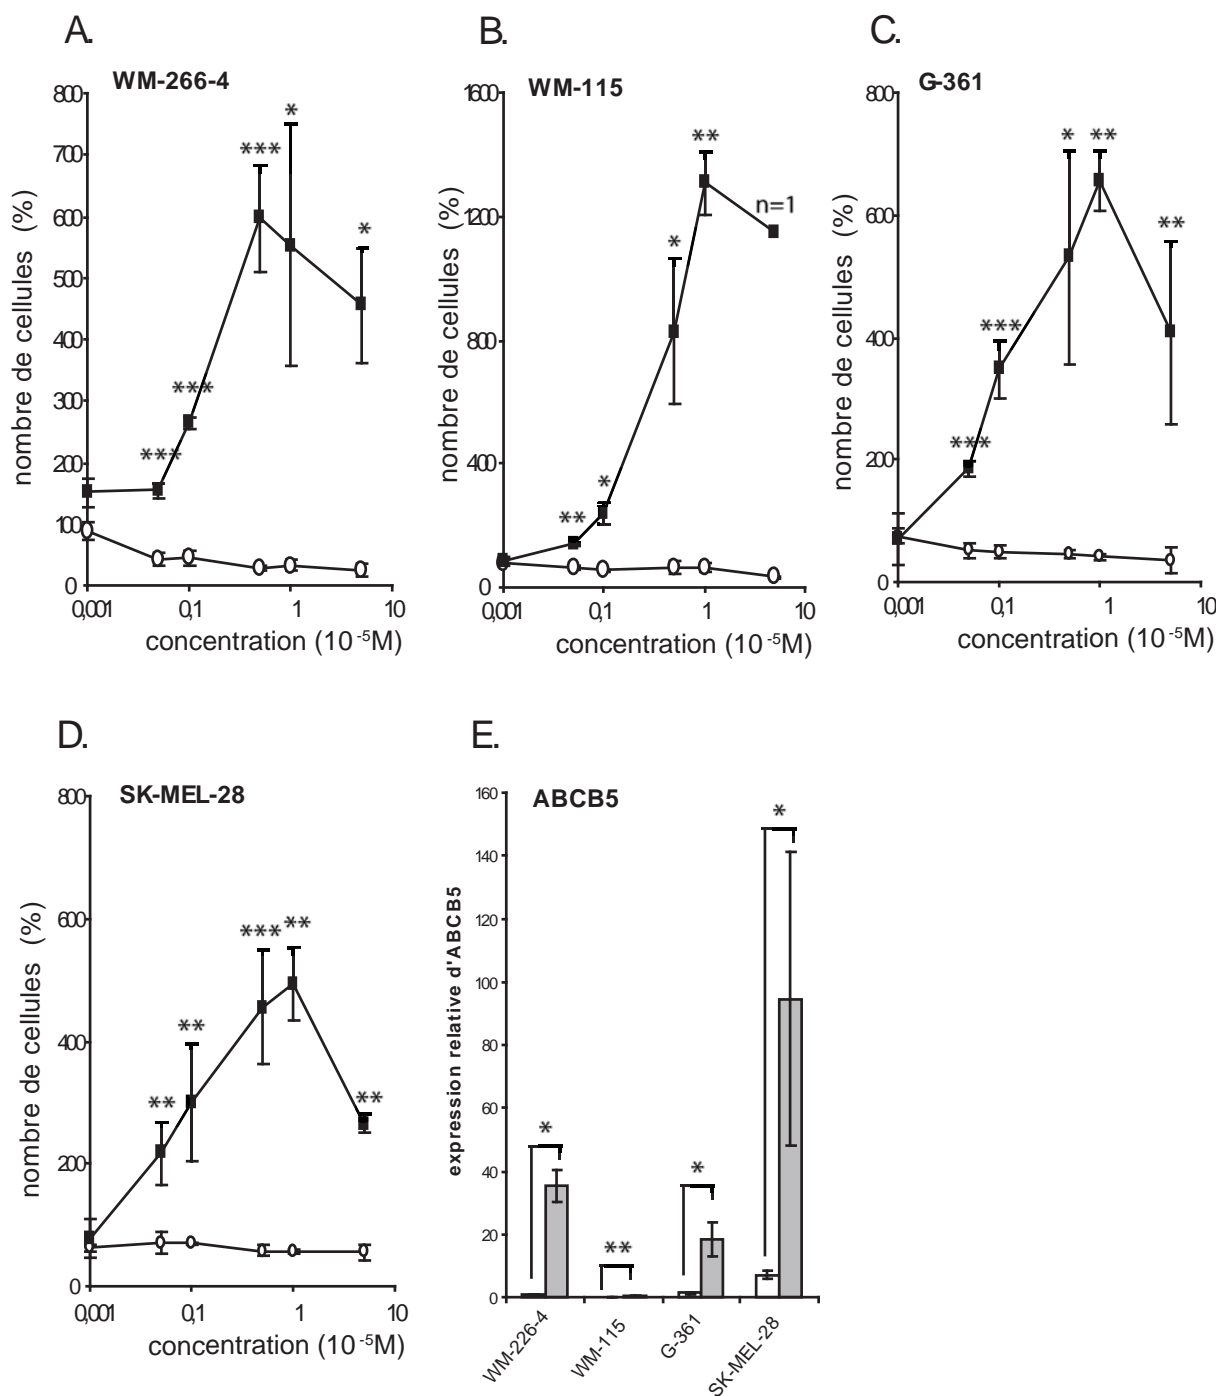 A.
WM-266-4
800
700
600
500
400
300
200
100
0
nombre de cellules (%)
***
***
***
*
*
0,001 0,1 1 10
concentration (10⁻⁵M)
B.
WM-115
1600
1200
800
400
0
nombre de cellules (%)
**
*
*
**
n=1
0,001 0,1 1 10
concentration (10⁻⁵M)
C.
G-361
800
600
400
200
0
nombre de cellules (%)
***
***
*
**
**
0,001 0,1 1 10
concentration (10⁻⁵M)
D.
SK-MEL-28
800
600
400
200
0
nombre de cellules (%)
**
**
***
**
**
0,001 0,1 1 10
concentration (10⁻⁵M)
E.
ABCB5
160
140
120
100
80
60
40
20
0
expression relative d'ABCB5
*
**
*
*
WM-226-4
WM-115
G-361
SK-MEL-28